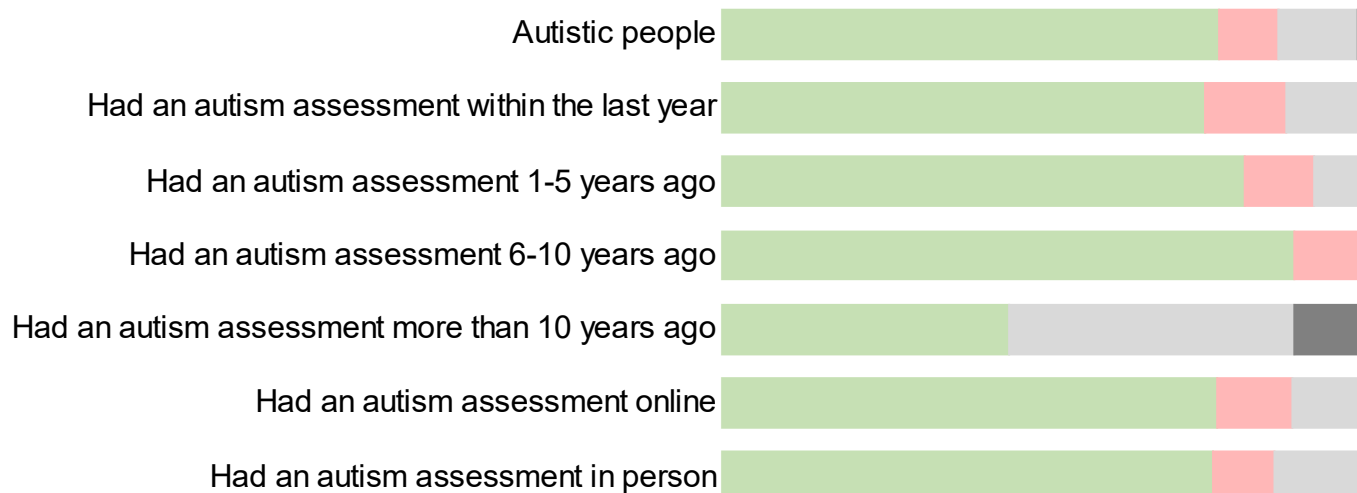 Autistic people
Had an autism assessment within the last year
Had an autism assessment 1-5 years ago
Had an autism assessment 6-10 years ago
Had an autism assessment more than 10 years ago
Had an autism assessment online
Had an autism assessment in person